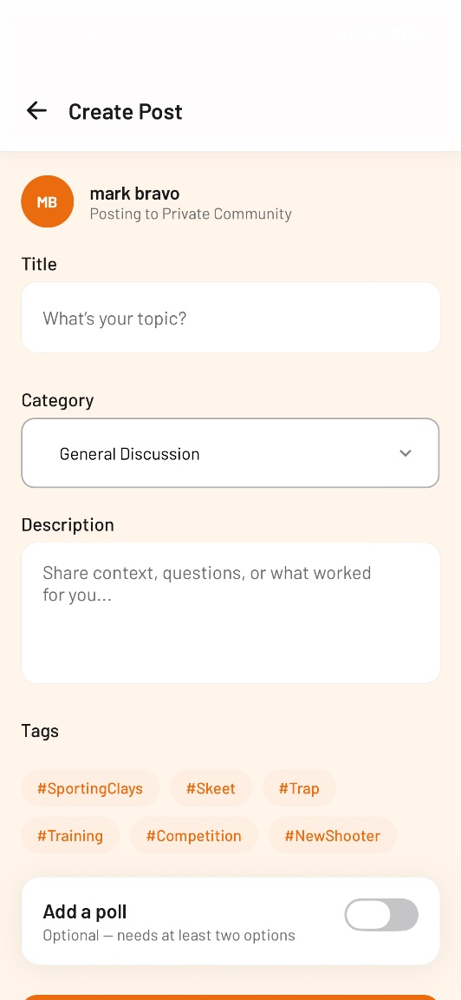 Create Post
MB
mark bravo
Posting to Private Community
Title
What's your topic?
Category
General Discussion
Description
Share context, questions, or what worked
for you...
Tags
#SportingClays #Skeet #Trap
#Training #Competition #NewShooter
Add a poll
Optional — needs at least two options